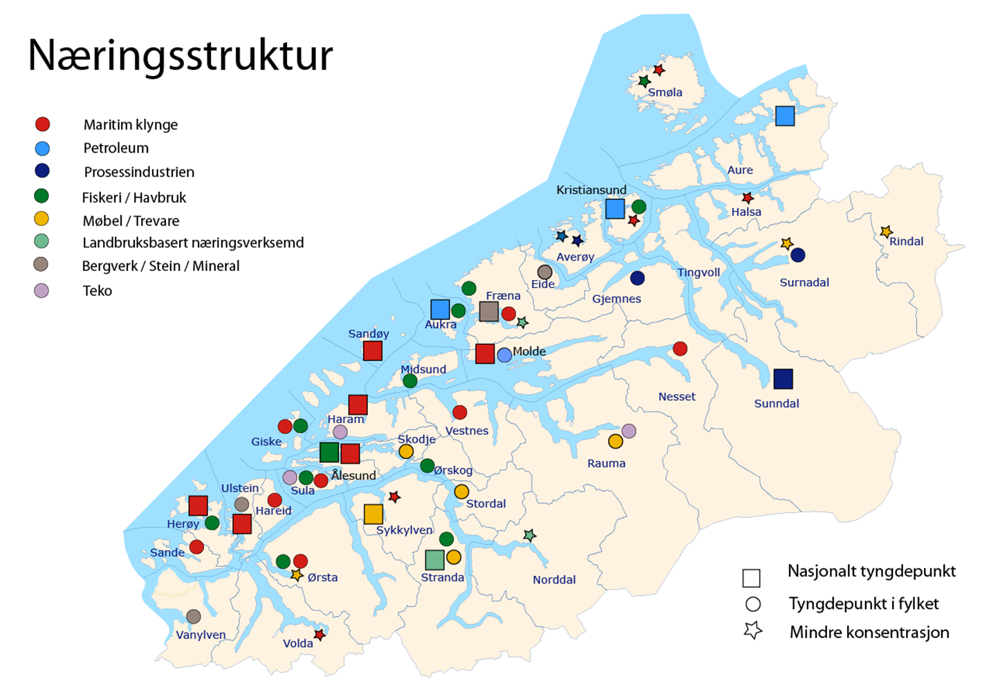 Næringsstruktur
Maritim klynge
Petroleum
Prosessindustrien
Fiskeri / Havbruk
Møbel / Trevare
Landbruksbasert næringsverksemd
Bergverk / Stein / Mineral
Teko
Smøla
Aure
Kristiansund
Halsa
Rindal
Averøy
Tingvoll
Surnadal
Eide
Gjemnes
Fræna
Aukra
Sandøy
Molde
Midsund
Nesset
Sunndal
Haram
Vestnes
Giske
Skodje
Rauma
Ørskog
Ålesund
Sula
Ulstein
Hareid
Stordal
Herøy
Sykkylven
Sande
Ørsta
Stranda
Norddal
Vanylven
Volda
Nasjonalt tyngdepunkt
Tyngdepunkt i fylket
Mindre konsentrasjon